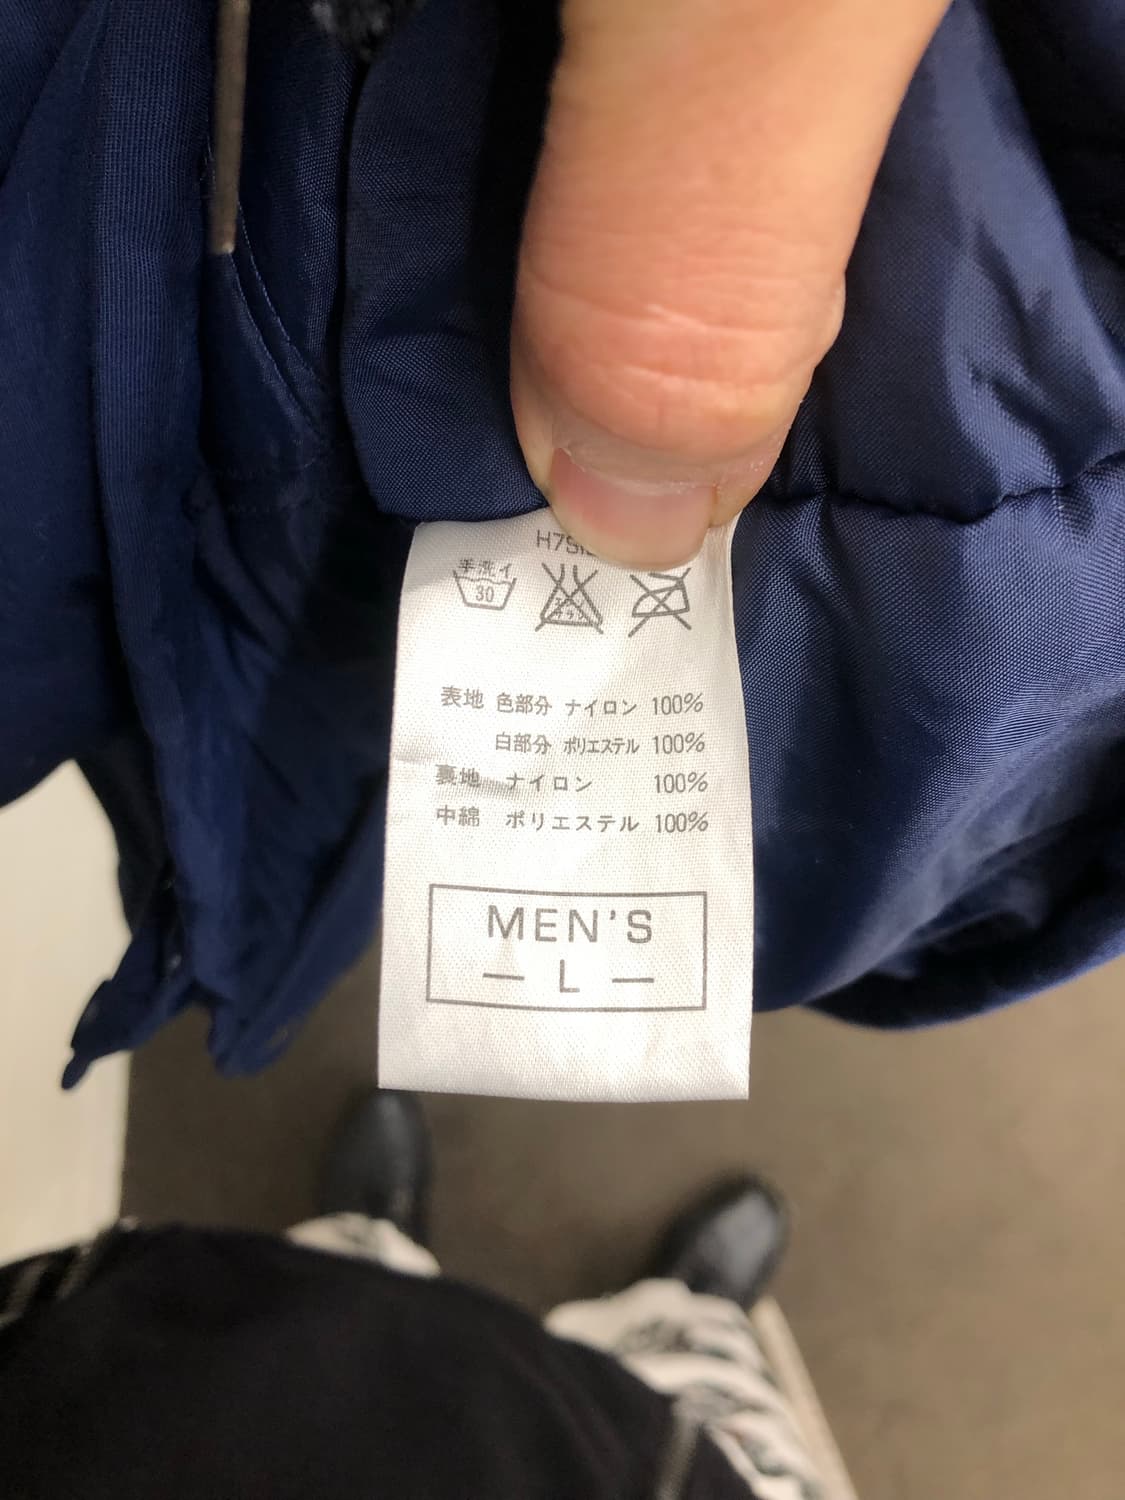 手洗イ
30
表地 色部分 ナイロン 100%
白部分 ポリエステル 100%
裏地 ナイロン 100%
中綿 ポリエステル 100%
MEN'S
— L —